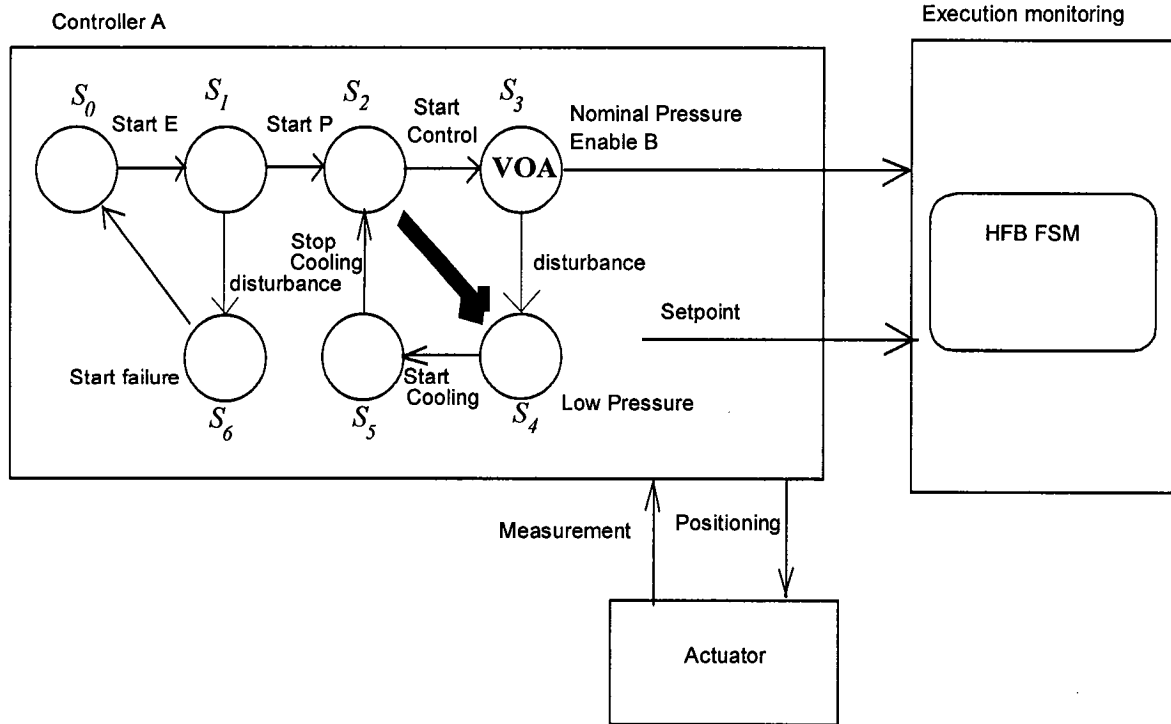 Controller A
Execution monitoring
S0
S1
S2
S3
Start E
Start P
Start
Control
Nominal Pressure
Enable B
VOA
HFB FSM
Stop
Cooling
disturbance
disturbance
Setpoint
Start failure
Start
Cooling
Low Pressure
S6
S5
S4
Measurement
Positioning
Actuator